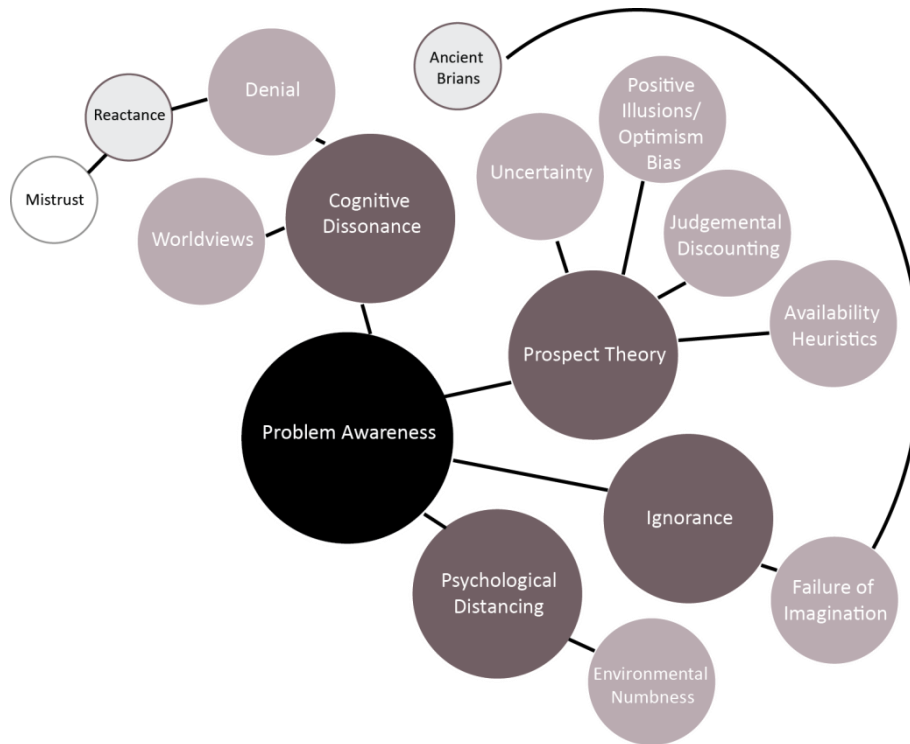 Ancient
Brians
Denial
Positive
Illusions/
Optimism
Bias
Reactance
Uncertainty
Mistrust
Cognitive
Dissonance
Worldviews
Judgemental
Discounting
Availability
Heuristics
Prospect Theory
Problem Awareness
Ignorance
Psychological
Distancing
Failure of
Imagination
Environmental
Numbness